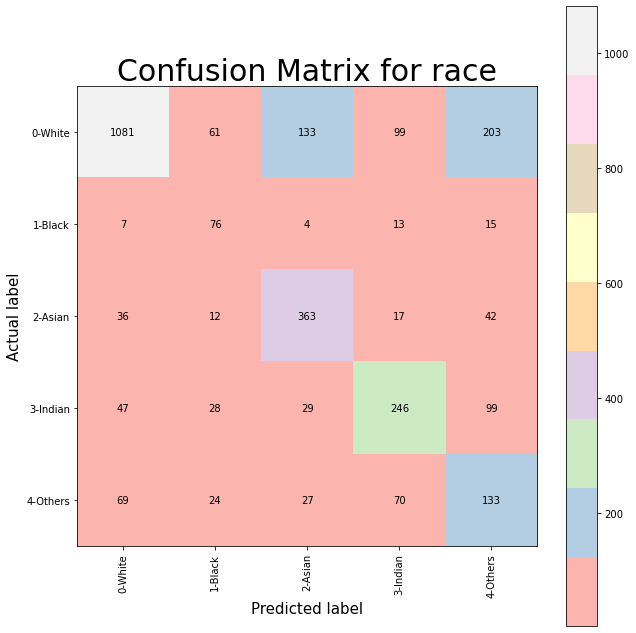 Confusion Matrix for race
Actual label
0-White 1081 61 133 99 203
1-Black 7 76 4 13 15
2-Asian 36 12 363 17 42
3-Indian 47 28 29 246 99
4-Others 69 24 27 70 133
0-White 1-Black 2-Asian 3-Indian 4-Others
Predicted label
1000
800
600
400
200